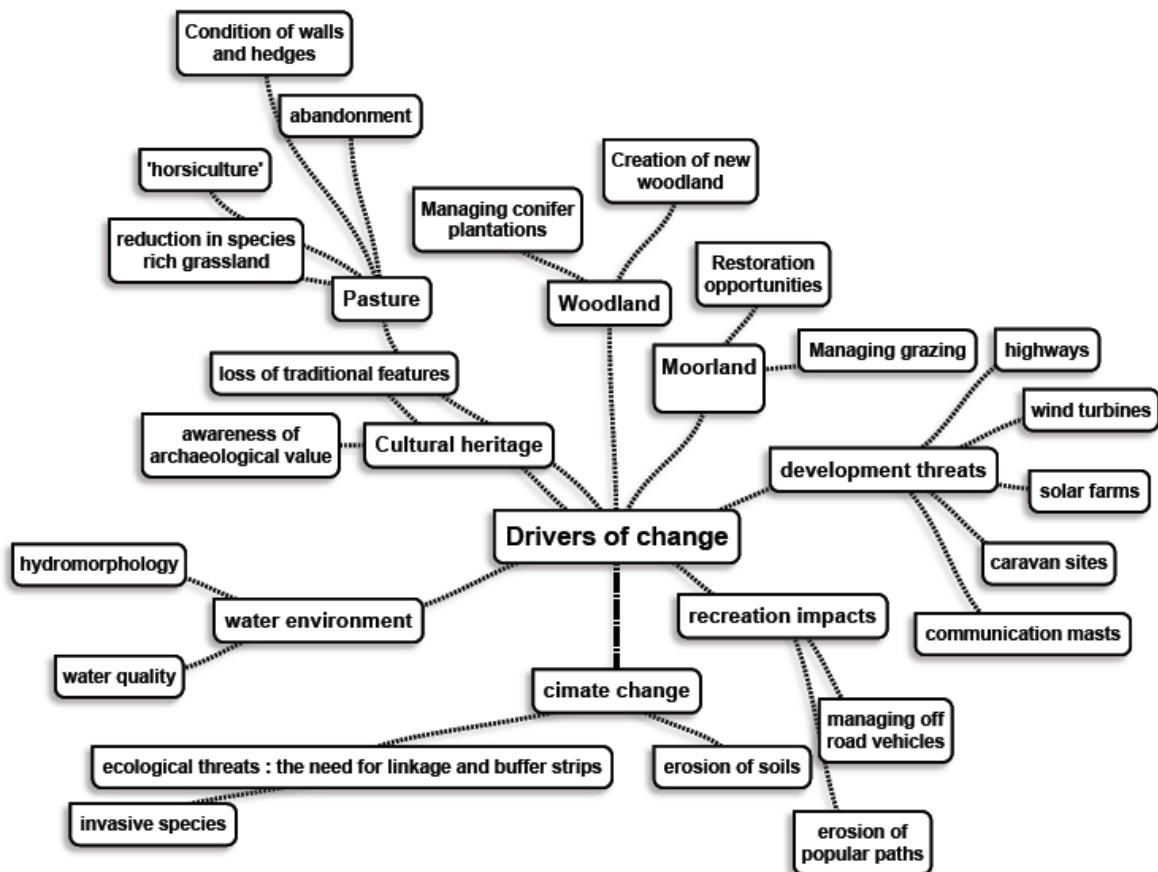 Condition of walls
and hedges
abandonment
'horsiculture'
Creation of new
woodland
Managing conifer
plantations
reduction in species
rich grassland
Restoration
opportunities
Pasture
Woodland
Moorland
Managing grazing
highways
loss of traditional features
wind turbines
awareness of
archaeological value
Cultural heritage
development threats
solar farms
Drivers of change
caravan sites
hydromorphology
water environment
recreation impacts
communication masts
water quality
cimate change
managing off
road vehicles
ecological threats : the need for linkage and buffer strips
erosion of soils
invasive species
erosion of
popular paths